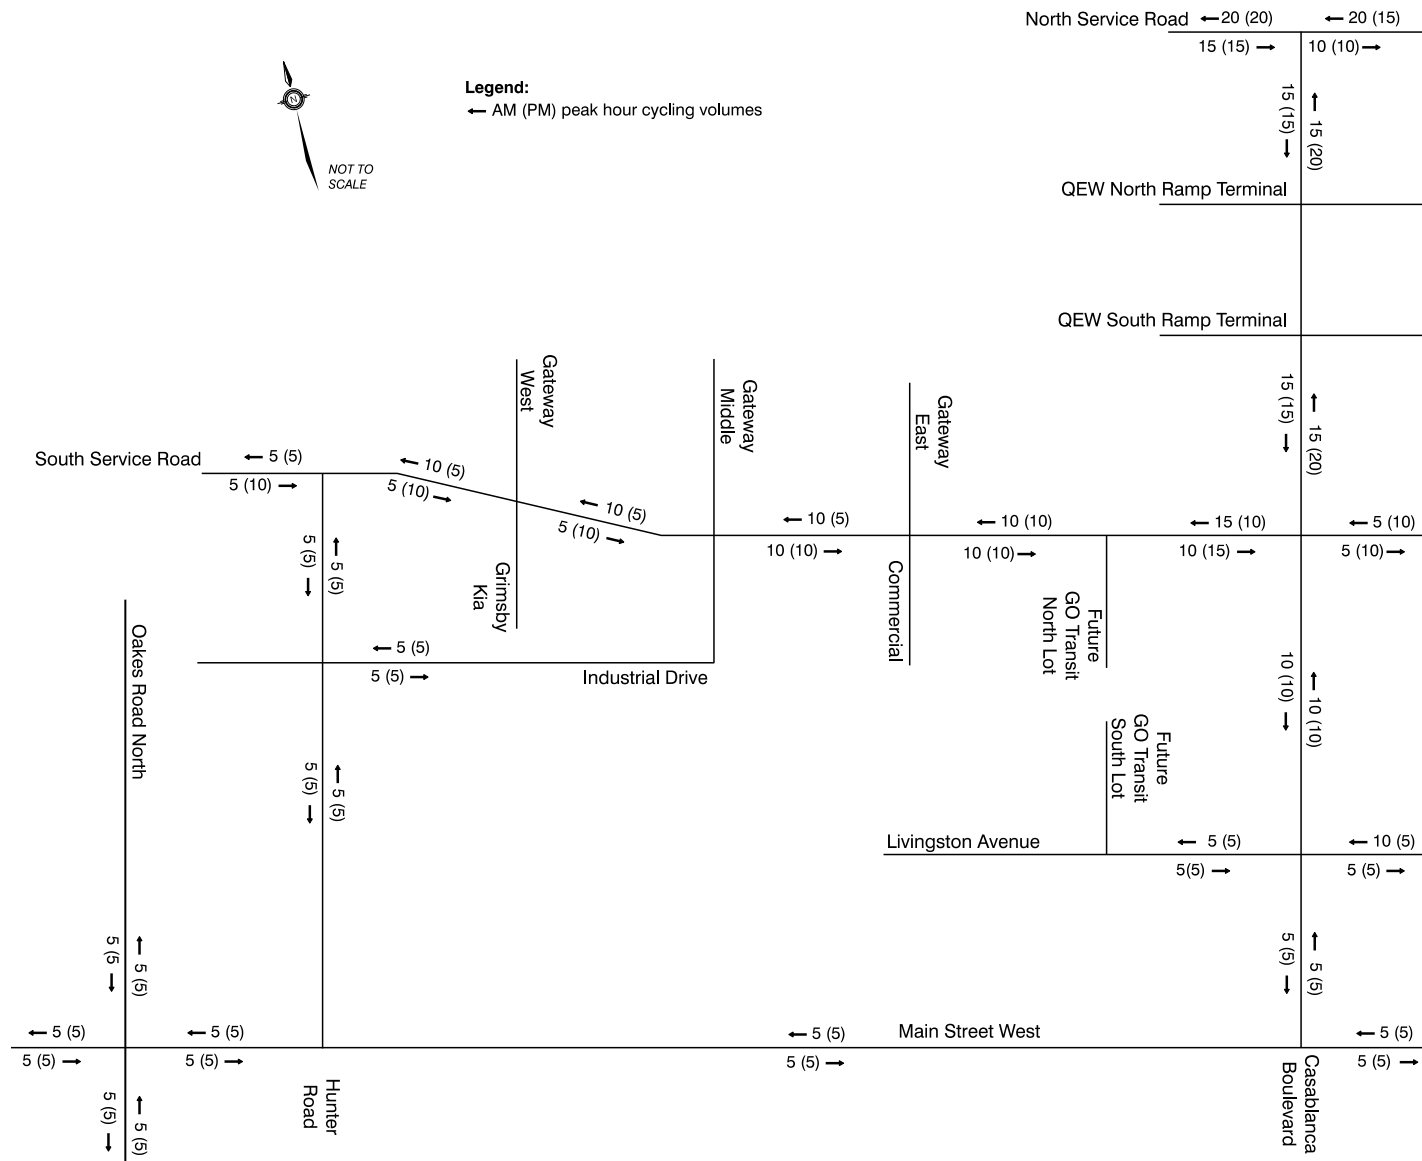 North Service Road
20 (20)
20 (15)
15 (15)
10 (10)
Legend:
AM (PM) peak hour cycling volumes
N
NOT TO
SCALE
15 (15)
15 (20)
QEW North Ramp Terminal
QEW South Ramp Terminal
15 (15)
15 (20)
Gateway
West
Gateway
Middle
Gateway
East
South Service Road
5 (5)
5 (10)
10 (5)
5 (10)
10 (5)
5 (10)
10 (5)
10 (10)
10 (10)
10 (10)
15 (10)
10 (15)
5 (10)
5 (10)
5 (5)
5 (5)
Grimsby
Kia
Commercial
Future
GO Transit
North Lot
Oakes Road North
5 (5)
5 (5)
Industrial Drive
10 (10)
10 (10)
Future
GO Transit
South Lot
5 (5)
5 (5)
Livingston Avenue
5 (5)
5(5)
10 (5)
5 (5)
5 (5
5 (5)
5 (5)
5 (5)
5 (5)
5 (5)
5 (5)
5 (5)
5 (5)
5 (5)
Main Street West
5 (5)
5 (5)
5 (5)
5 (5)
Hunter
Road
Casablanca
Boulevard